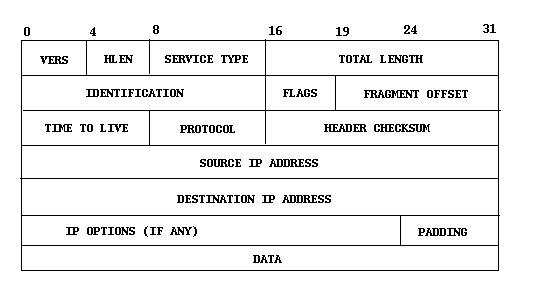 0 4 8 16 19 24 31
VERS HLEN SERVICE TYPE TOTAL LENGTH
IDENTIFICATION FLAGS FRAGMENT OFFSET
TIME TO LIVE PROTOCOL HEADER CHECKSUM
SOURCE IP ADDRESS
DESTINATION IP ADDRESS
IP OPTIONS (IF ANY) PADDING
DATA